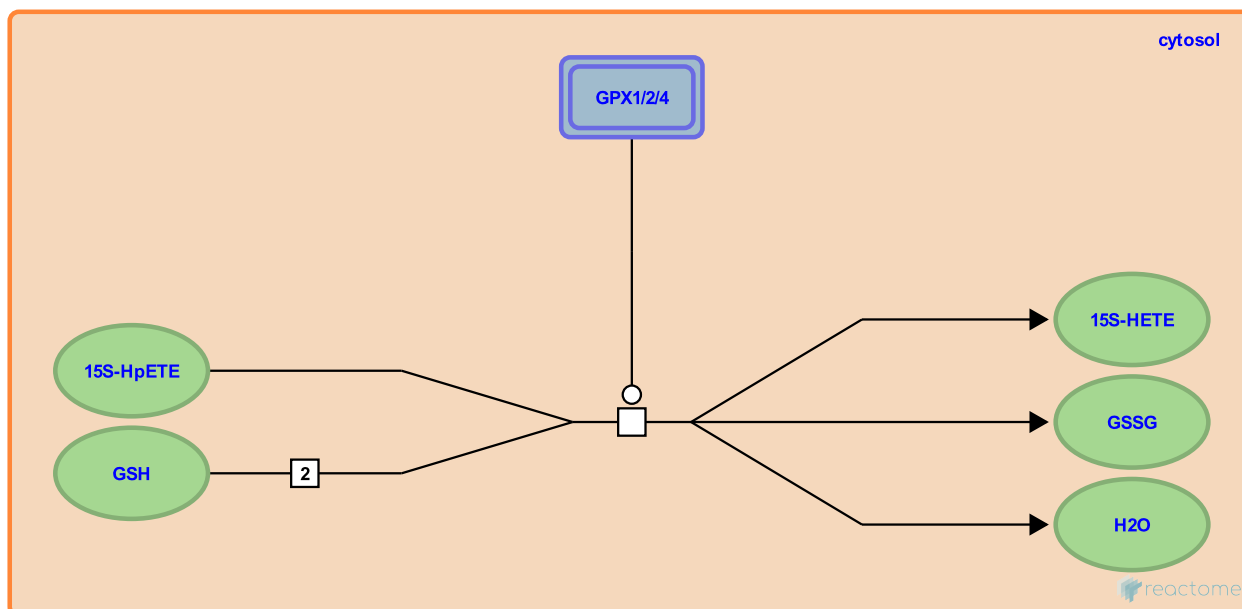 cytosol
GPX1/2/4
15S-HpETE
GSH
2
15S-HETE
GSSG
H2O
reactome